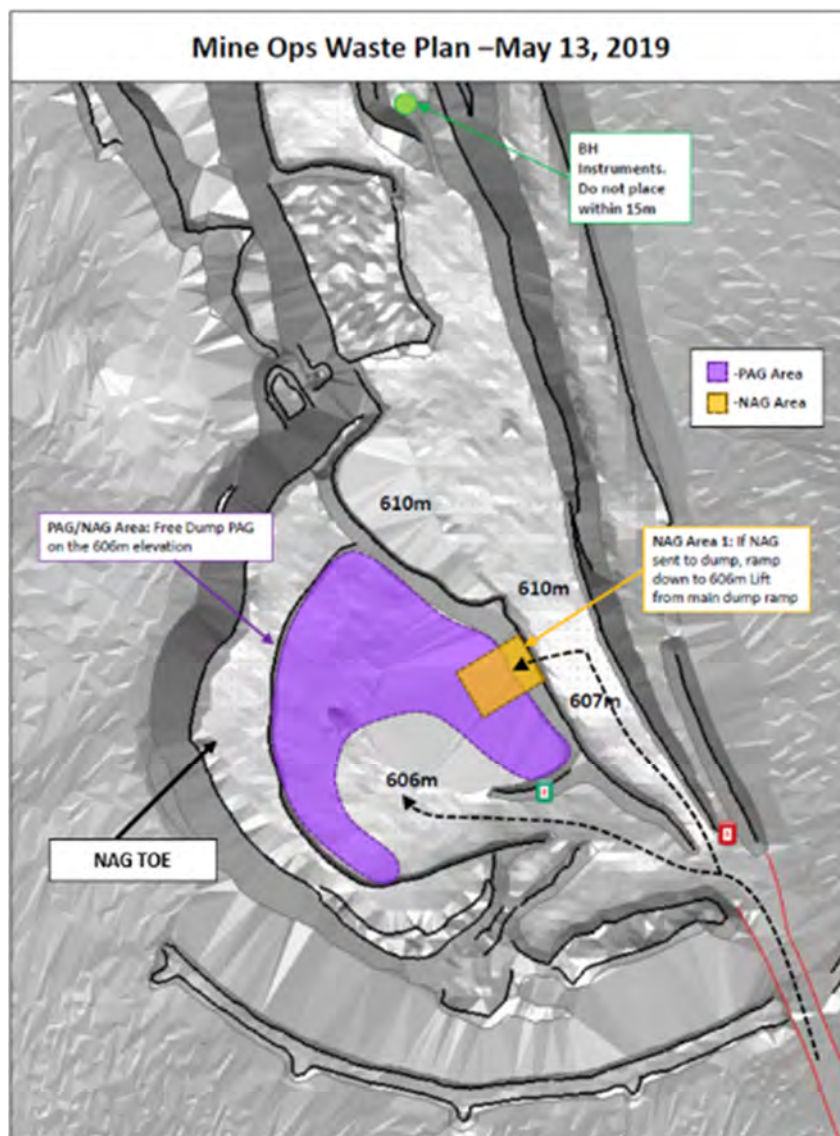 Mine Ops Waste Plan –May 13, 2019
BH
Instruments.
Do not place
within 15m
-PAG Area
-NAG Area
610m
PAG/NAG Area: Free Dump PAG
on the 606m elevation
NAG Area 1: If NAG
sent to dump, ramp
down to 606m Lift
from main dump ramp
610m
607m
606m
NAG TOE